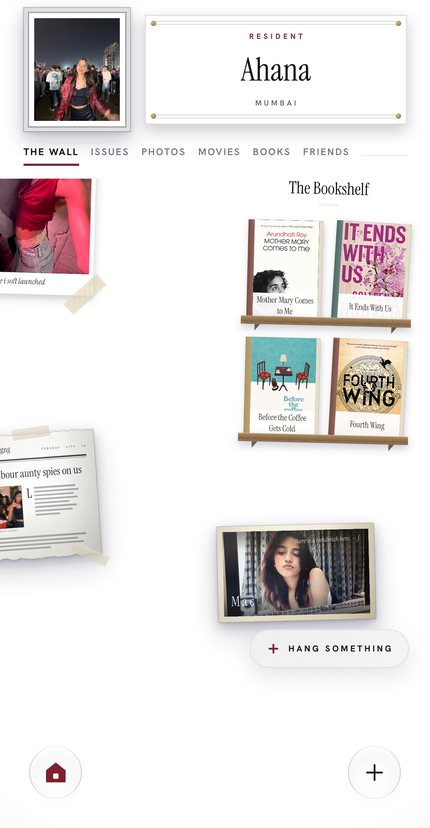 RESIDENT
Ahana
MUMBAI
THE WALL
ISSUES
PHOTOS
MOVIES
BOOKS
FRIENDS
The Bookshelf
Arundhati Roy
MOTHER MARY
COMES TO ME
Mother Mary Comes
to Me
IT ENDS
WITH
US
It Ends With Us
Before
the
coffee
Before the Coffee
Gets Cold
FOURTH
WING
Fourth Wing
soft launched
bour aunty spies on us
L
HANG SOMETHING